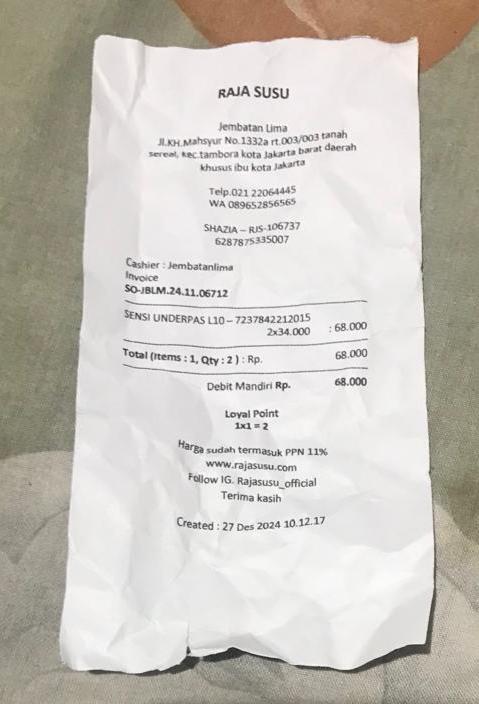 RAJA SUSU
Jembatan Lima
Jl.KH.Mahsyur No.1332a rt.003/003 tanah
sereal, kec.tambora kota Jakarta barat daerah
khusus ibu kota Jakarta
Telp.021 22064445
WA 089652856565
SHAZIA – RJS-106737
6287875335007
Cashier : Jembatanlima
Invoice
SO-JBLM.24.11.06712
SENSI UNDERPAS L10 – 7237842212015
2x34.000 : 68.000
Total (Items : 1, Qty : 2 ) : Rp. 68.000
Debit Mandiri Rp. 68.000
Loyal Point
1x1 = 2
Harga sudah termasuk PPN 11%
www.rajasusu.com
Follow IG. Rajasusu_official
Terima kasih
Created : 27 Des 2024 10.12.17